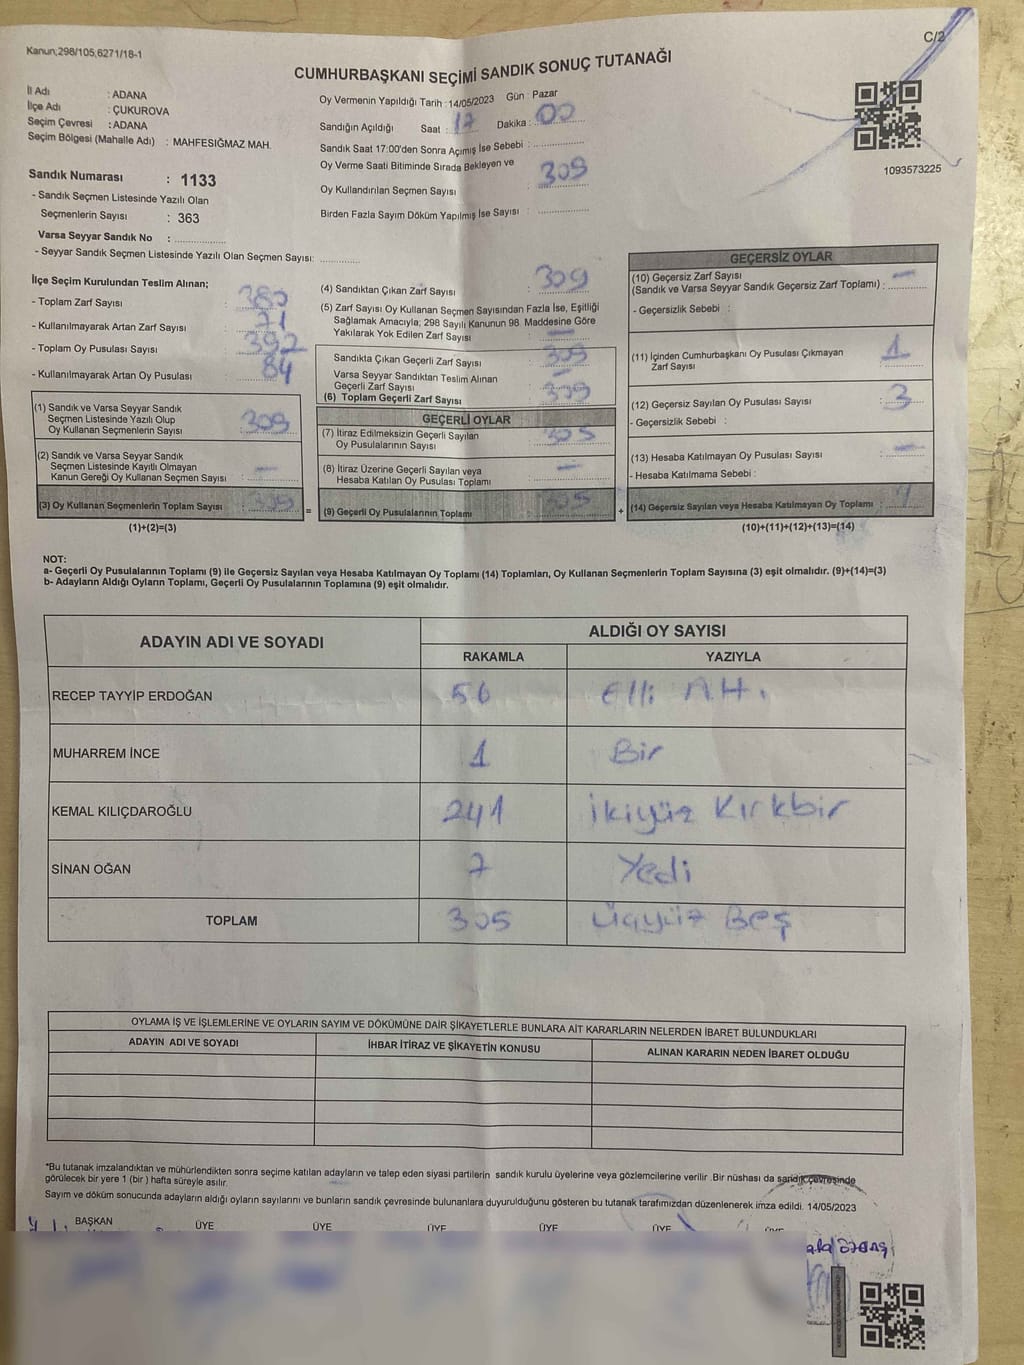 Kanun,298/105,6271/18-1
C/2
CUMHURBAŞKANI SEÇİMİ SANDIK SONUÇ TUTANAĞI
İl Adı : ADANA
İlçe Adı : ÇUKUROVA
Seçim Çevresi : ADANA
Seçim Bölgesi (Mahalle Adı) : MAHFESIĞMAZ MAH.
Sandık Numarası : 1133
- Sandık Seçmen Listesinde Yazılı Olan
Seçmenlerin Sayısı : 363
Varsa Seyyar Sandık No :
- Seyyar Sandık Seçmen Listesinde Yazılı Olan Seçmen Sayısı:
Oy Vermenin Yapıldığı Tarih : 14/05/2023 Gün : Pazar
Sandığın Açıldığı Saat : 17 Dakika : 00
Sandık Saat 17:00'den Sonra Açımış İse Sebebi :
Oy Verme Saati Bitiminde Sırada Bekleyen ve
Oy Kullandırılan Seçmen Sayısı : 309
Birden Fazla Sayım Döküm Yapılmış İse Sayısı :
1093573225
İlçe Seçim Kurulundan Teslim Alınan;
- Toplam Zarf Sayısı : 380
- Kullanılmayarak Artan Zarf Sayısı : 71
- Toplam Oy Pusulası Sayısı : 392
- Kullanılmayarak Artan Oy Pusulası : 84
(1) Sandık ve Varsa Seyyar Sandık
Seçmen Listesinde Yazılı Olup
Oy Kullanan Seçmenlerin Sayısı : 309
(2) Sandık ve Varsa Seyyar Sandık
Seçmen Listesinde Kayıtlı Olmayan
Kanun Gereği Oy Kullanan Seçmen Sayısı : —
(3) Oy Kullanan Seçmenlerin Toplam Sayısı : 309
(1)+(2)=(3)
=
(4) Sandıktan Çıkan Zarf Sayısı : 309
(5) Zarf Sayısı Oy Kullanan Seçmen Sayısından Fazla İse, Eşitliği
Sağlamak Amacıyla; 298 Sayılı Kanunun 98. Maddesine Göre
Yakılarak Yok Edilen Zarf Sayısı : —
Sandıkta Çıkan Geçerli Zarf Sayısı : 309
Varsa Seyyar Sandıktan Teslim Alınan
Geçerli Zarf Sayısı : —
(6) Toplam Geçerli Zarf Sayısı : 309
GEÇERLİ OYLAR
(7) İtiraz Edilmeksizin Geçerli Sayılan
Oy Pusulalarının Sayısı : 305
(8) İtiraz Üzerine Geçerli Sayılan veya
Hesaba Katılan Oy Pusulası Toplamı : —
(9) Geçerli Oy Pusulalarının Toplamı : 305
+
GEÇERSİZ OYLAR
(10) Geçersiz Zarf Sayısı
(Sandık ve Varsa Seyyar Sandık Geçersiz Zarf Toplamı) : —
- Geçersizlik Sebebi :
(11) İçinden Cumhurbaşkanı Oy Pusulası Çıkmayan
Zarf Sayısı : 1
(12) Geçersiz Sayılan Oy Pusulası Sayısı : 3
- Geçersizlik Sebebi :
(13) Hesaba Katılmayan Oy Pusulası Sayısı : —
- Hesaba Katılmama Sebebi :
(14) Geçersiz Sayılan veya Hesaba Katılmayan Oy Toplamı :
(10)+(11)+(12)+(13)=(14)
NOT:
a- Geçerli Oy Pusulalarının Toplamı (9) ile Geçersiz Sayılan veya Hesaba Katılmayan Oy Toplamı (14) Toplamları, Oy Kullanan Seçmenlerin Toplam Sayısına (3) eşit olmalıdır. (9)+(14)=(3)
b- Adayların Aldığı Oyların Toplamı, Geçerli Oy Pusulalarının Toplamına (9) eşit olmalıdır.
ADAYIN ADI VE SOYADI
ALDIĞI OY SAYISI
RAKAMLA YAZIYLA
RECEP TAYYİP ERDOĞAN 56 Elli Altı
MUHARREM İNCE 1 Bir
KEMAL KILIÇDAROĞLU 241 İkiyüz Kırkbir
SİNAN OĞAN 7 Yedi
TOPLAM 305 Üçyüz Beş
OYLAMA İŞ VE İŞLEMLERİNE VE OYLARIN SAYIM VE DÖKÜMÜNE DAİR ŞİKAYETLERLE BUNLARA AİT KARARLARIN NELERDEN İBARET BULUNDUKLARI
ADAYIN ADI VE SOYADI İHBAR İTİRAZ VE ŞİKAYETİN KONUSU ALINAN KARARIN NEDEN İBARET OLDUĞU
*Bu tutanak imzalandıktan ve mühürlendikten sonra seçime katılan adayların ve talep eden siyasi partilerin sandık kurulu üyelerine veya gözlemcilerine verilir. Bir nüshası da sandık çevresinde
görülecek bir yere 1 (bir ) hafta süreyle asılır.
Sayım ve döküm sonucunda adayların aldığı oyların sayılarını ve bunların sandık çevresinde bulunanlara duyurulduğunu gösteren bu tutanak tarafımızdan düzenlenerek imza edildi. 14/05/2023
BAŞKAN ÜYE ÜYE ÜYE ÜYE ÜYE ÜYE